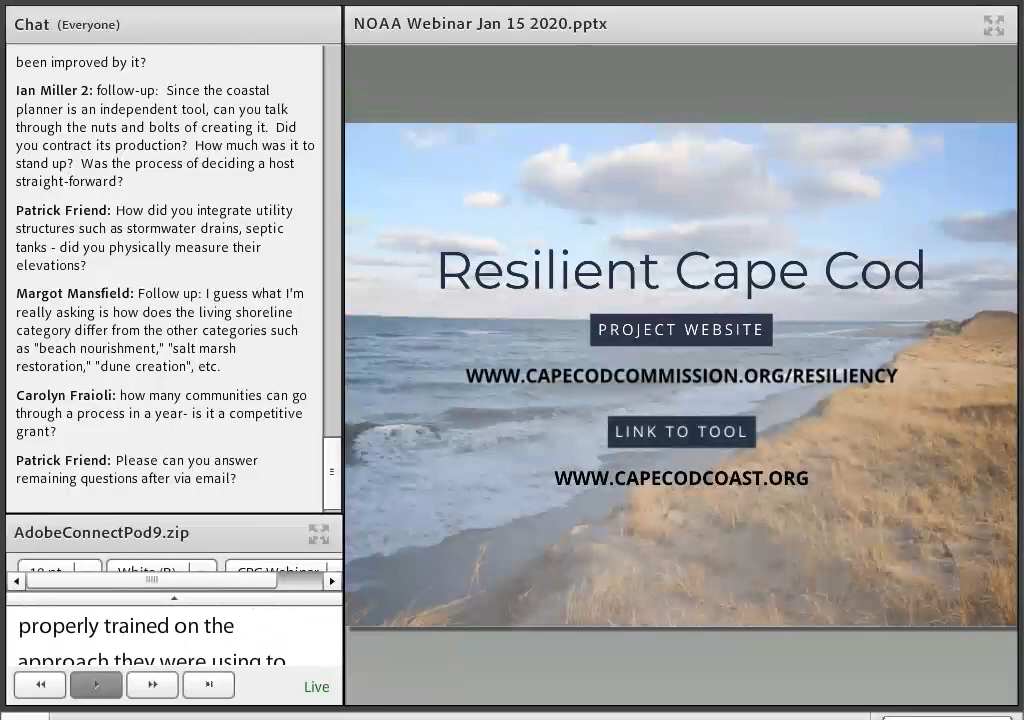 Chat (Everyone)
been improved by it?
Ian Miller 2: follow-up: Since the coastal
planner is an independent tool, can you talk
through the nuts and bolts of creating it. Did
you contract its production? How much was it to
stand up? Was the process of deciding a host
straight-forward?
Patrick Friend: How did you integrate utility
structures such as stormwater drains, septic
tanks - did you physically measure their
elevations?
Margot Mansfield: Follow up: I guess what I'm
really asking is how does the living shoreline
category differ from the other categories such
as "beach nourishment," "salt marsh
restoration," "dune creation", etc.
Carolyn Fraioli: how many communities can go
through a process in a year- is it a competitive
grant?
Patrick Friend: Please can you answer
remaining questions after via email?
AdobeConnectPod9.zip
properly trained on the
approach they were using to
Live
NOAA Webinar Jan 15 2020.pptx
Resilient Cape Cod
PROJECT WEBSITE
WWW.CAPECODCOMMISSION.ORG/RESILIENCY
LINK TO TOOL
WWW.CAPECODCOAST.ORG